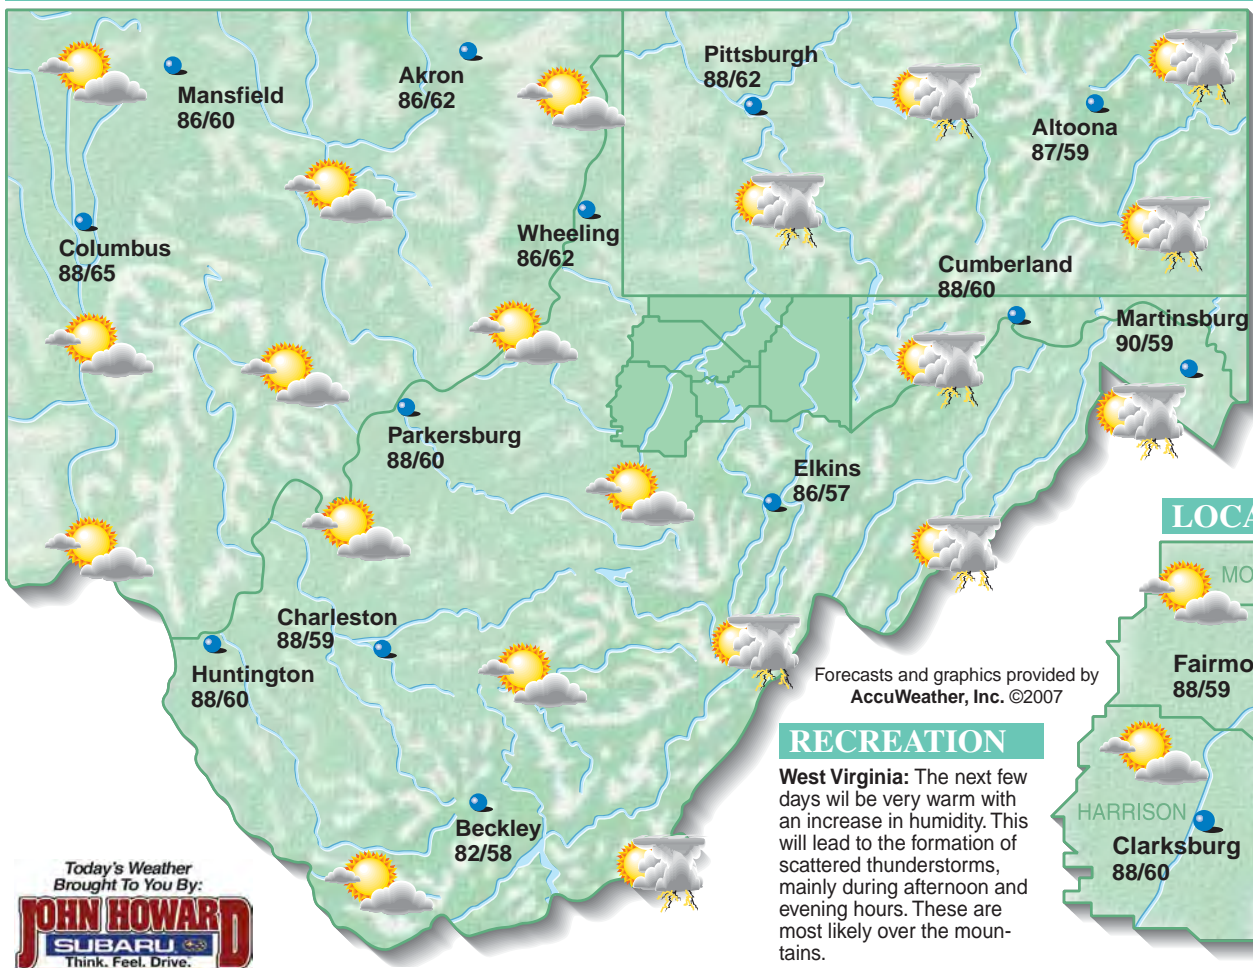 Mansfield
86/60
Akron
86/62
Pittsburgh
88/62
Altoona
87/59
Columbus
88/65
Wheeling
86/62
Cumberland
88/60
Martinsburg
90/59
Parkersburg
88/60
Elkins
86/57
Charleston
88/59
Huntington
88/60
Beckley
82/58
Forecasts and graphics provided by
AccuWeather, Inc. ©2007
RECREATION
West Virginia: The next few
days wil be very warm with
an increase in humidity. This
will lead to the formation of
scattered thunderstorms,
mainly during afternoon and
evening hours. These are
most likely over the moun-
tains.
LOCA
MO
Fairmo
88/59
HARRISON
Clarksburg
88/60
Today's Weather
Brought To You By:
JOHN HOWARD
SUBARU
Think. Feel. Drive.